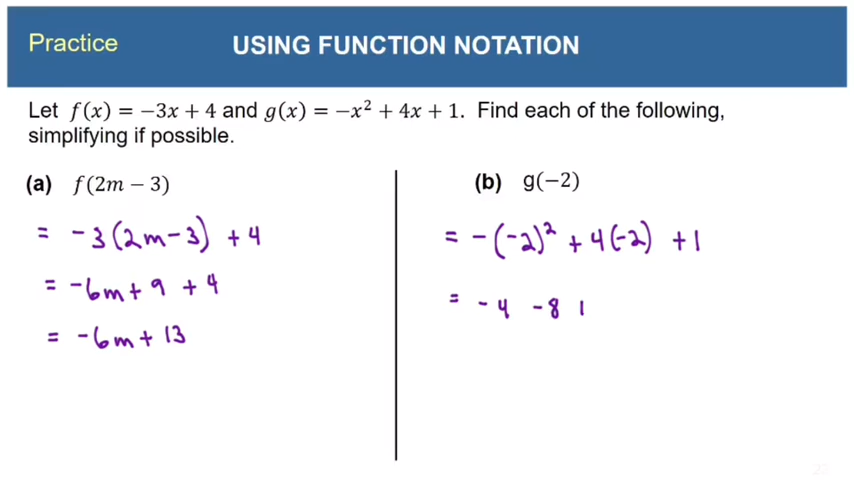 Practice
USING FUNCTION NOTATION
Let f(x) = −3x + 4 and g(x) = −x² + 4x + 1. Find each of the following,
simplifying if possible.
(a) f(2m − 3)
= -3(2m-3) + 4
= -6m + 9 + 4
= -6m + 13
(b) g(−2)
= -(-2)² + 4(-2) + 1
= -4 -8 1